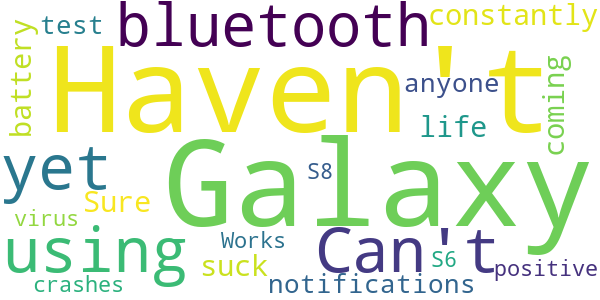 bluetooth
constantly
test
battery
Haven't
anyone
coming
life
yet
Galaxy
S8
Sure
virus
using
Works
Can't
S6
suck
positive
crashes
notifications